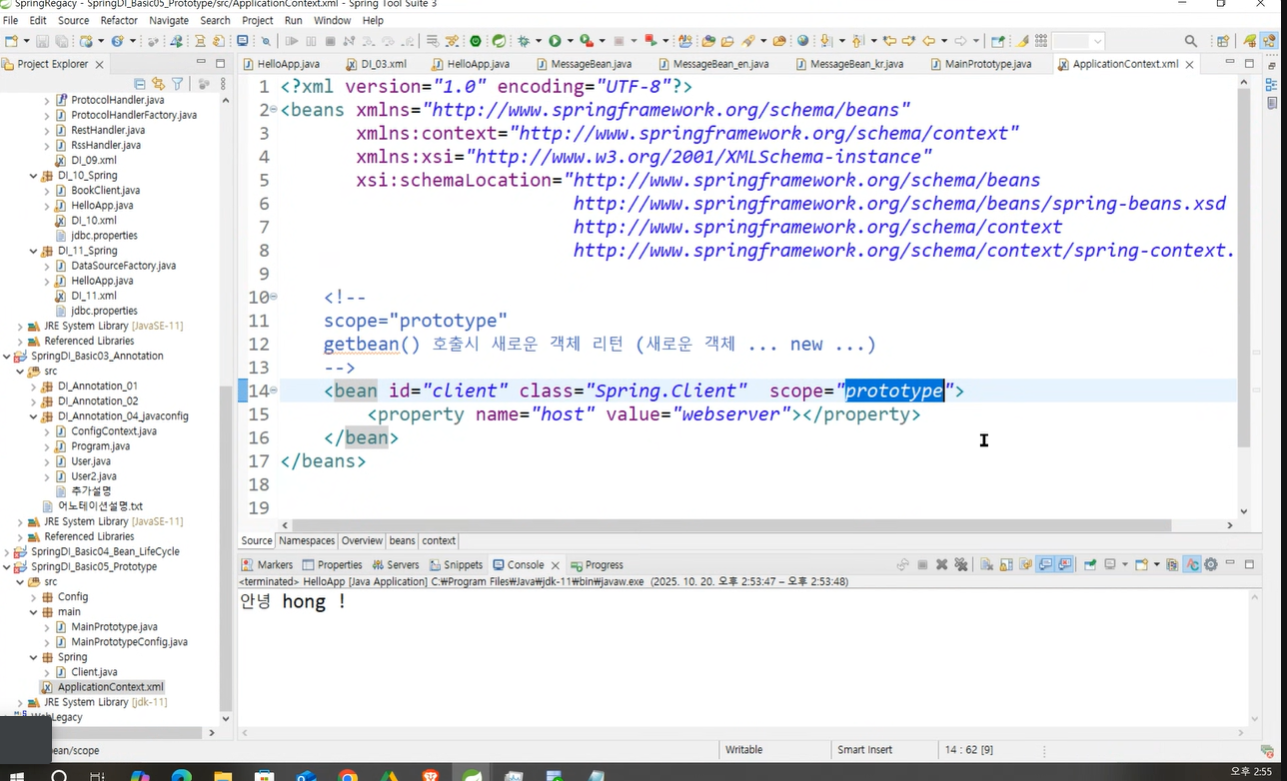 SpringRegacy - SpringDI_Basic05_Prototype/src/ApplicationContext.xml - Spring Tool Suite 3
File Edit Source Refactor Navigate Search Project Run Window Help
Project Explorer
HelloApp.java DI_03.xml HelloApp.java MessageBean.java MessageBean_en.java MessageBean_kr.java MainPrototype.java ApplicationContext.xml
ProtocolHandler.java
ProtocolHandlerFactory.java
RestHandler.java
RssHandler.java
DI_09.xml
DI_10_Spring
BookClient.java
HelloApp.java
DI_10.xml
jdbc.properties
DI_11_Spring
DataSourceFactory.java
HelloApp.java
DI_11.xml
jdbc.properties
JRE System Library [JavaSE-11]
Referenced Libraries
SpringDI_Basic03_Annotation
src
DI_Annotation_01
DI_Annotation_02
DI_Annotation_04_javaconfig
ConfigContext.java
Program.java
User.java
User2.java
추가설명
어노테이션설명.txt
JRE System Library [JavaSE-11]
Referenced Libraries
SpringDI_Basic04_Bean_LifeCycle
SpringDI_Basic05_Prototype
src
Config
main
MainPrototype.java
MainPrototypeConfig.java
Spring
Client.java
ApplicationContext.xml
JRE System Library [jdk-11]
Legacy
1 <?xml version="1.0" encoding="UTF-8"?>
2 <beans xmlns="http://www.springframework.org/schema/beans"
3 xmlns:context="http://www.springframework.org/schema/context"
4 xmlns:xsi="http://www.w3.org/2001/XMLSchema-instance"
5 xsi:schemaLocation="http://www.springframework.org/schema/beans
6 http://www.springframework.org/schema/beans/spring-beans.xsd
7 http://www.springframework.org/schema/context
8 http://www.springframework.org/schema/context/spring-context.
9
10 <!--
11 scope="prototype"
12 getbean() 호출시 새로운 객체 리턴 (새로운 객체 ... new ...)
13 -->
14 <bean id="client" class="Spring.Client" scope="prototype">
15 <property name="host" value="webserver"></property>
16 </bean>
17 </beans>
18
19
Source Namespaces Overview beans context
Markers Properties Servers Snippets Console Progress
<terminated> HelloApp [Java Application] C:₩Program Files₩Java₩jdk-11₩bin₩javaw.exe (2025. 10. 20. 오후 2:53:47 – 오후 2:53:48)
안녕 hong !
ean/scope Writable Smart Insert 14 : 62 [9]
오후 2:55